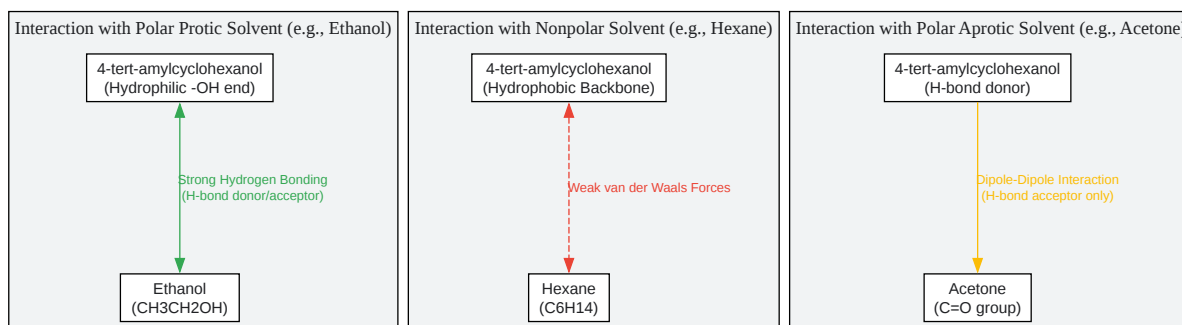 Interaction with Polar Protic Solvent (e.g., Ethanol)
4-tert-amylcyclohexanol
(Hydrophilic -OH end)
Strong Hydrogen Bonding
(H-bond donor/acceptor)
Ethanol
(CH3CH2OH)
Interaction with Nonpolar Solvent (e.g., Hexane)
4-tert-amylcyclohexanol
(Hydrophobic Backbone)
Weak van der Waals Forces
Hexane
(C6H14)
Interaction with Polar Aprotic Solvent (e.g., Acetone)
4-tert-amylcyclohexanol
(H-bond donor)
Dipole-Dipole Interaction
(H-bond acceptor only)
Acetone
(C=O group)